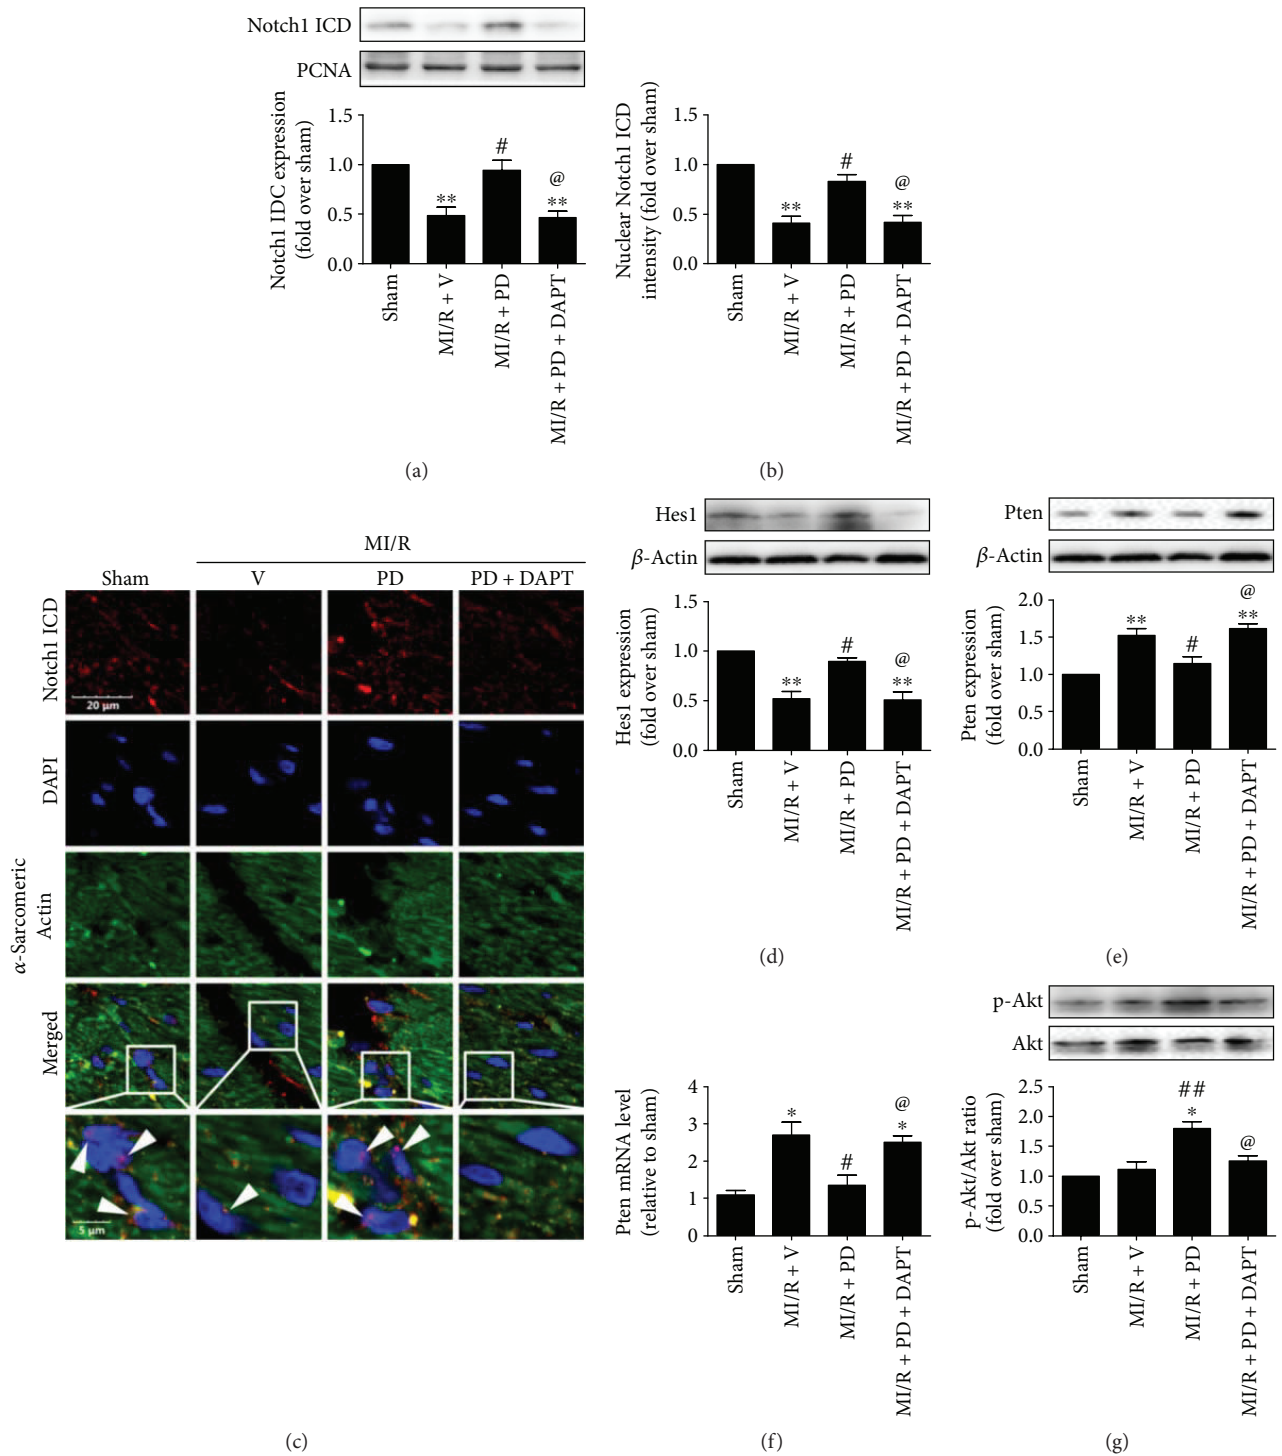 Notch1 ICD
PCNA
Notch1 IDC expression
(fold over sham)
1.5
1.0
0.5
0.0
**
#
@
**
Sham
MI/R + V
MI/R + PD
MI/R + PD + DAPT
(a)
Nuclear Notch1 ICD
intensity (fold over sham)
1.5
1.0
0.5
0.0
**
#
@
**
Sham
MI/R + V
MI/R + PD
MI/R + PD + DAPT
(b)
MI/R
Sham
V
PD
PD + DAPT
Notch1 ICD
20 μm
DAPI
α-Sarcomeric
Actin
Merged
5 μm
(c)
Hes1
β-Actin
Hes1 expression
(fold over sham)
1.5
1.0
0.5
0.0
**
#
@
**
Sham
MI/R + V
MI/R + PD
MI/R + PD + DAPT
(d)
Pten
β-Actin
Pten expression
(fold over sham)
2.0
1.5
1.0
0.5
0.0
**
#
@
**
Sham
MI/R + V
MI/R + PD
MI/R + PD + DAPT
(e)
Pten mRNA level
(relative to sham)
4
3
2
1
0
*
#
@
*
Sham
MI/R + V
MI/R + PD
MI/R + PD + DAPT
(f)
p-Akt
Akt
p-Akt/Akt ratio
(fold over sham)
2.5
2.0
1.5
1.0
0.5
0.0
##
*
@
Sham
MI/R + V
MI/R + PD
MI/R + PD + DAPT
(g)